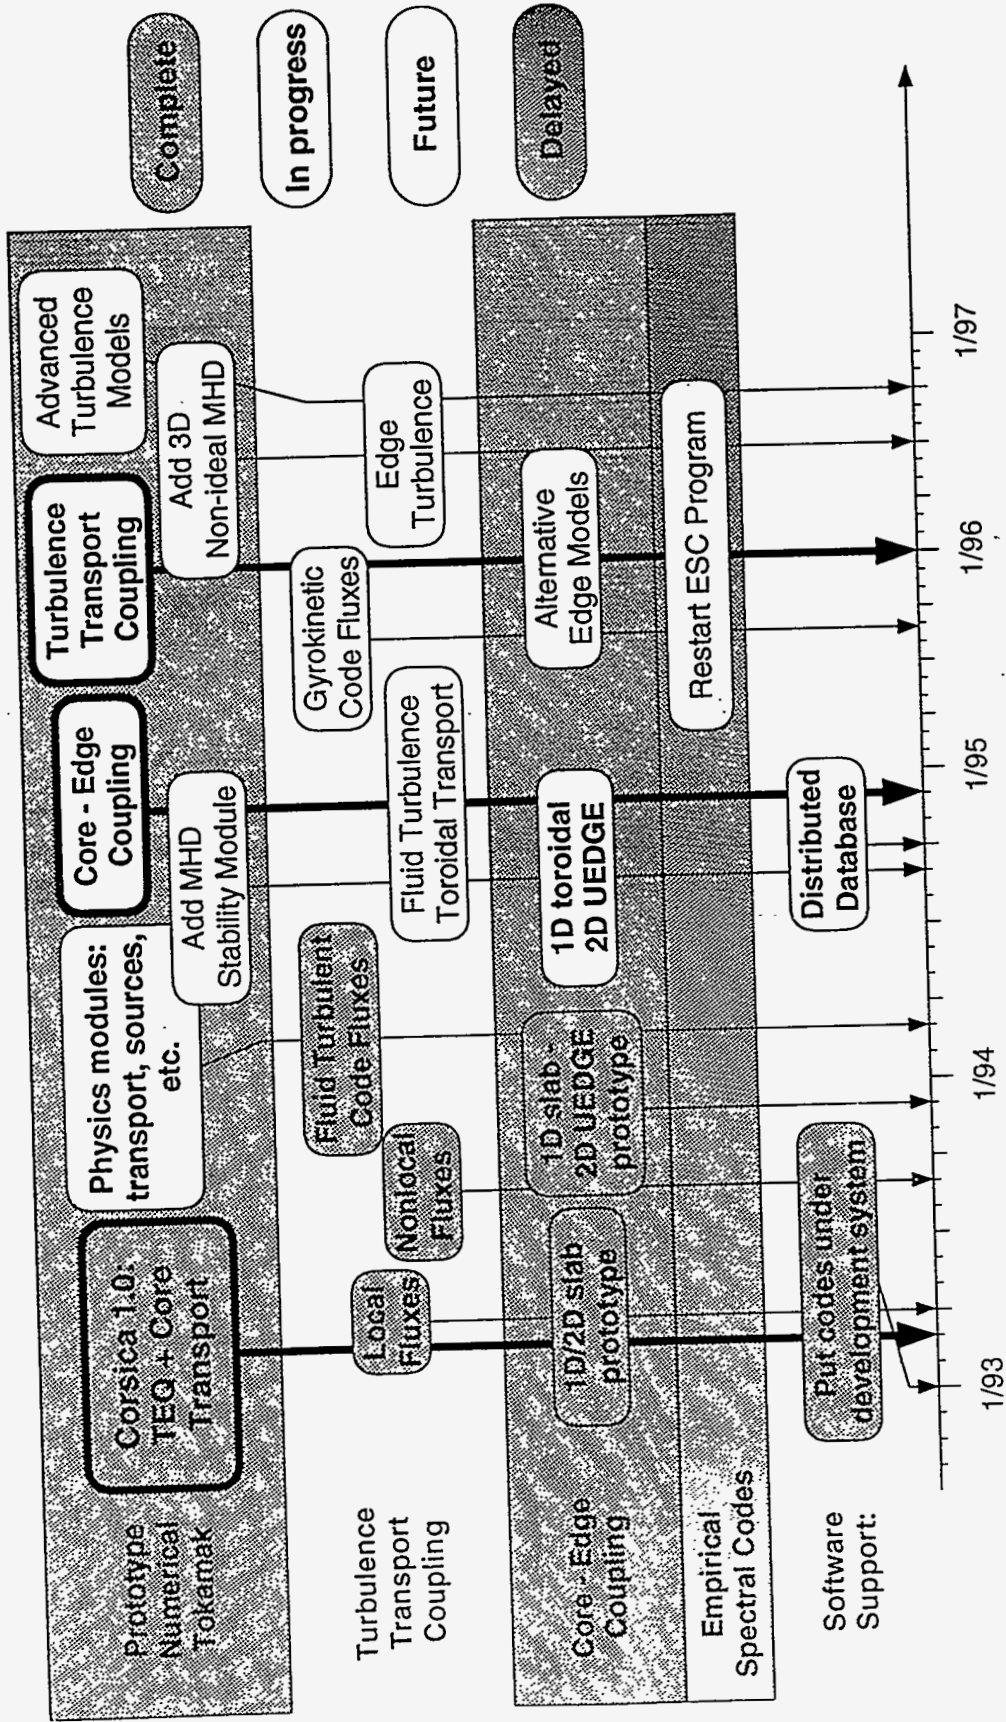 Prototype
Numerical
Tokamak
Corsica 1.0:
TEQ + Core
Transport
Physics modules:
transport, sources,
etc.
Add MHD
Stability Module
Core - Edge
Coupling
Turbulence
Transport
Coupling
Add 3D
Non-ideal MHD
Advanced
Turbulence
Models
Turbulence
Transport
Coupling
Local
Fluxes
Nonlocal
Fluxes
Fluid Turbulent
Code Fluxes
Fluid Turbulence
Toroidal Transport
Gyrokinetic
Code Fluxes
Edge
Turbulence
Core - Edge
Coupling
1D/2D slab
prototype
1D slab -
2D UEDGE
prototype
1D toroidal
2D UEDGE
Alternative
Edge Models
Empirical
Spectral Codes
Restart ESC Program
Software
Support:
Put codes under
development system
Distributed
Database
1/93
1/94
1/95
1/96
1/97
Complete
In progress
Future
Delayed